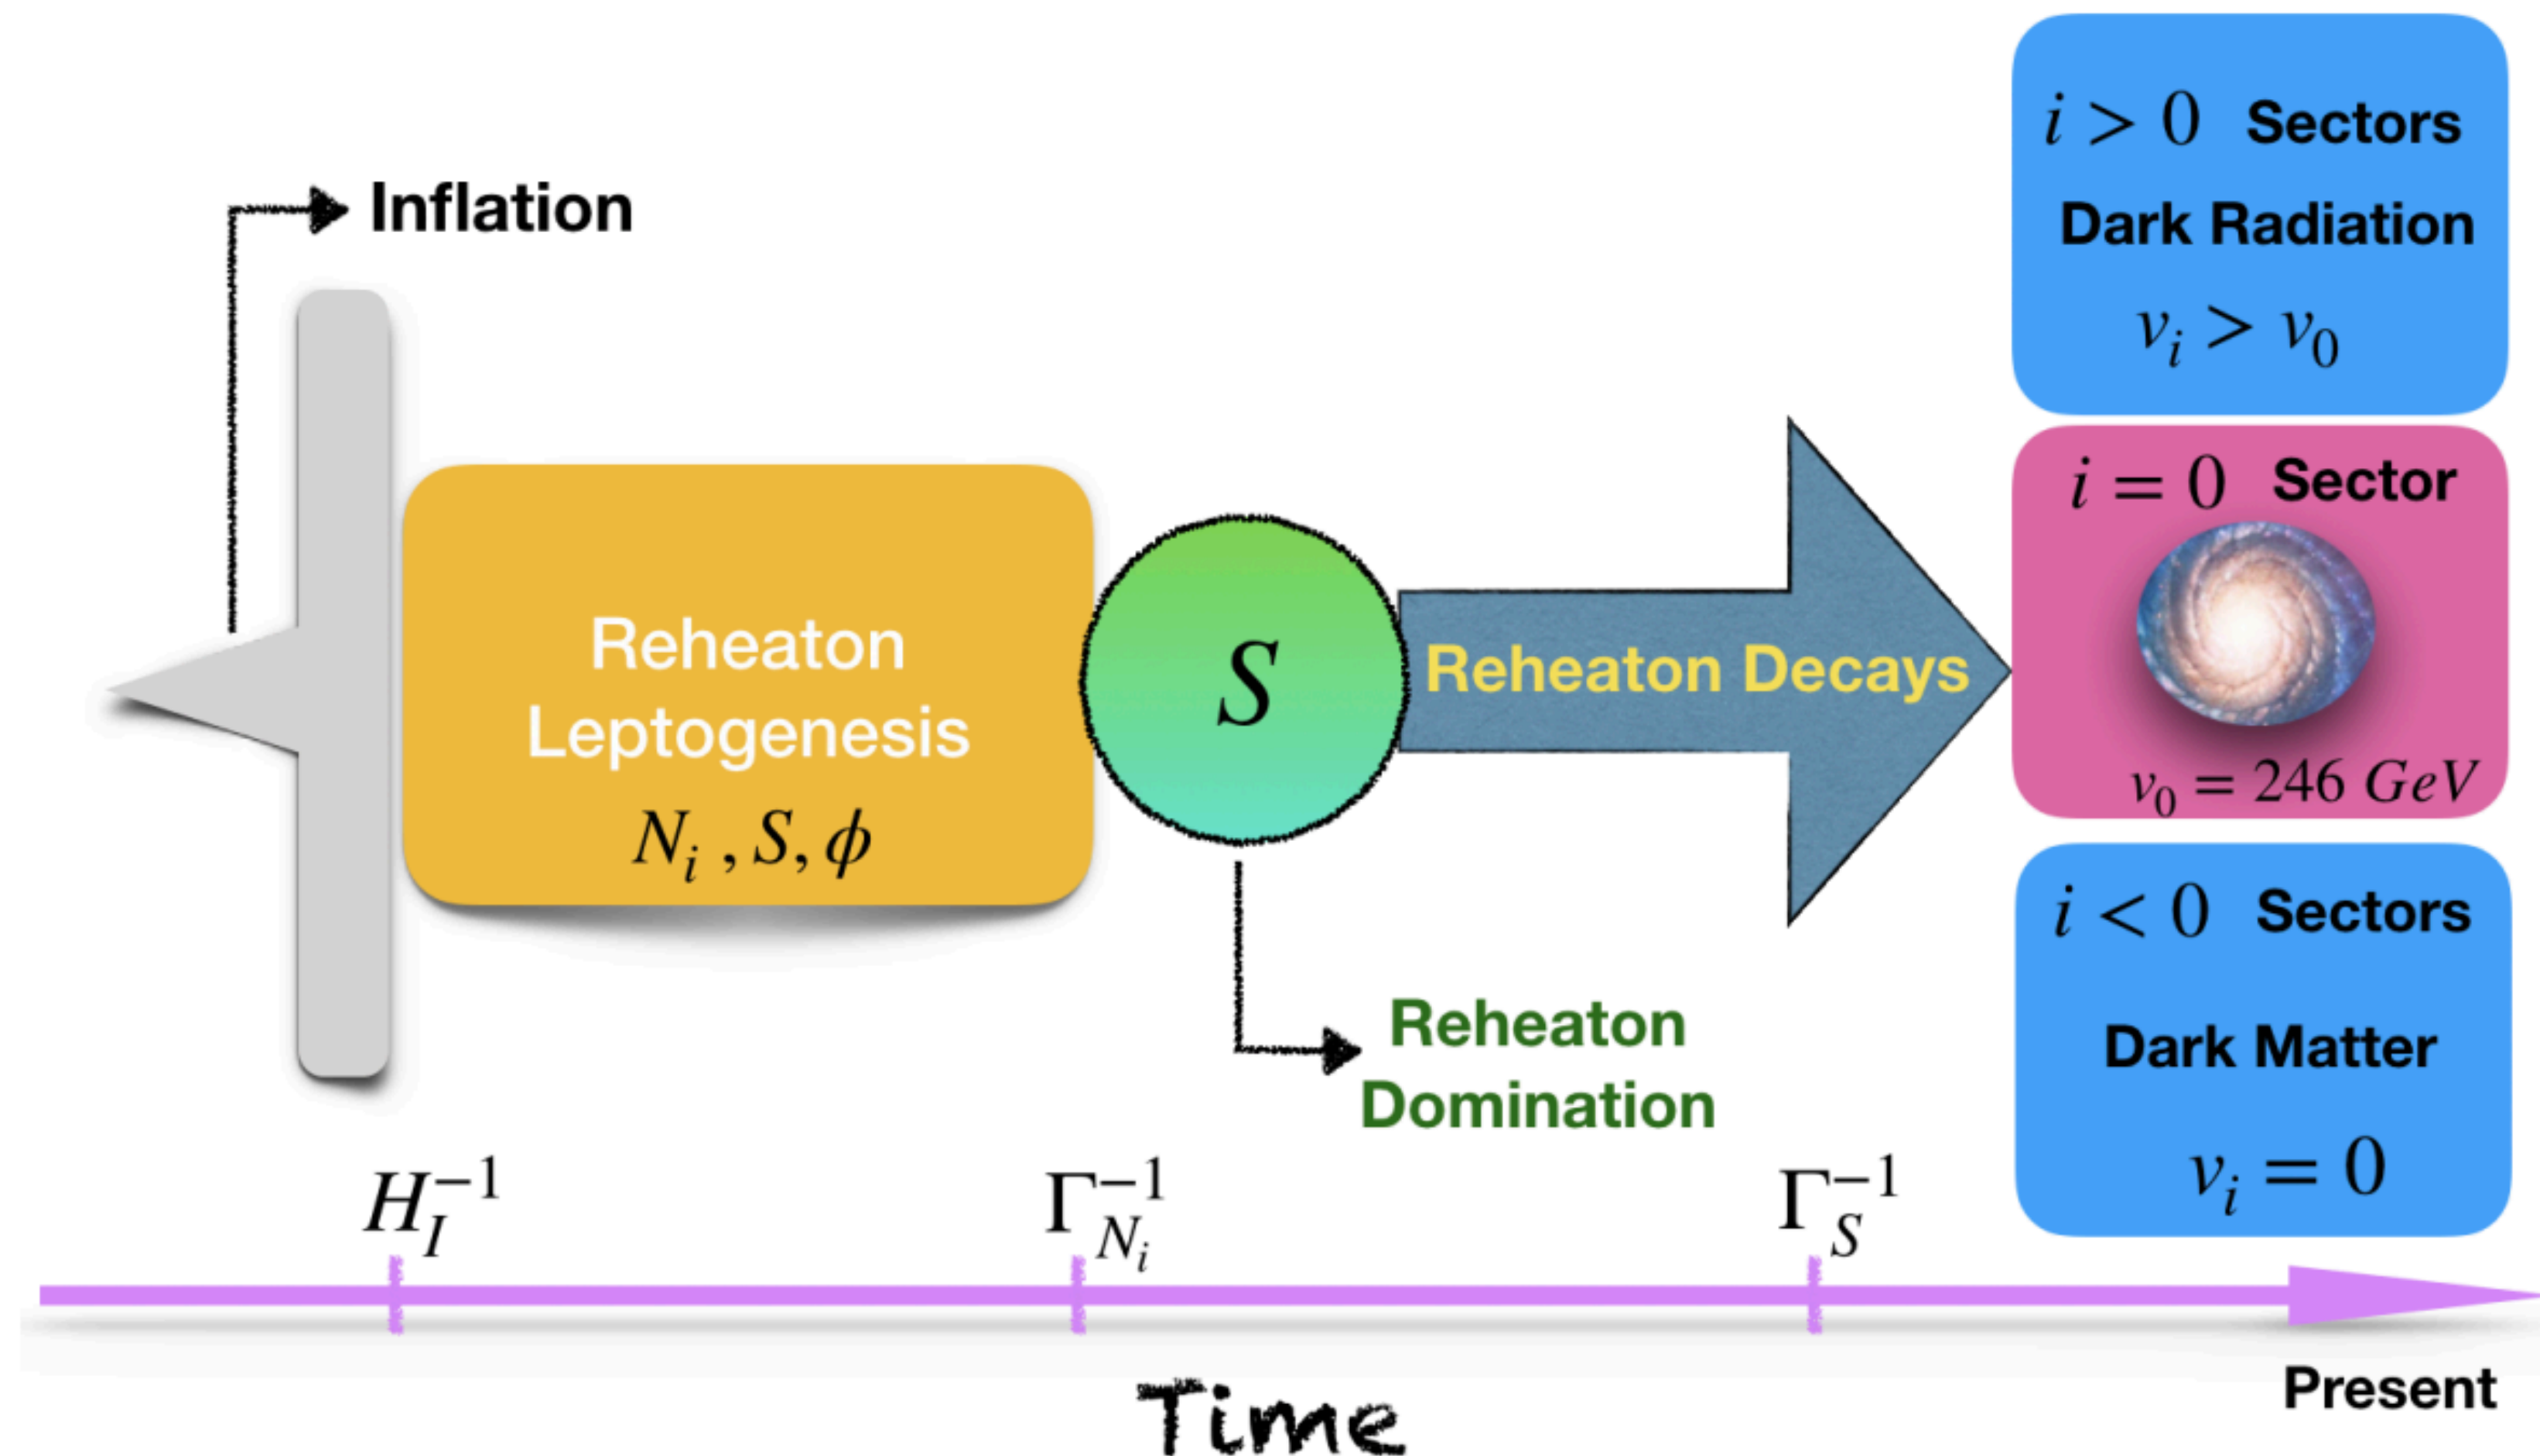 Inflation
Reheaton
Leptogenesis
N_i , S, ϕ
S
Reheaton Decays
Reheaton
Domination
i > 0 Sectors
Dark Radiation
v_i > v_0
i = 0 Sector
v_0 = 246 GeV
i < 0 Sectors
Dark Matter
v_i = 0
H_I^{-1}
Γ_{N_i}^{-1}
Γ_S^{-1}
Present
Time